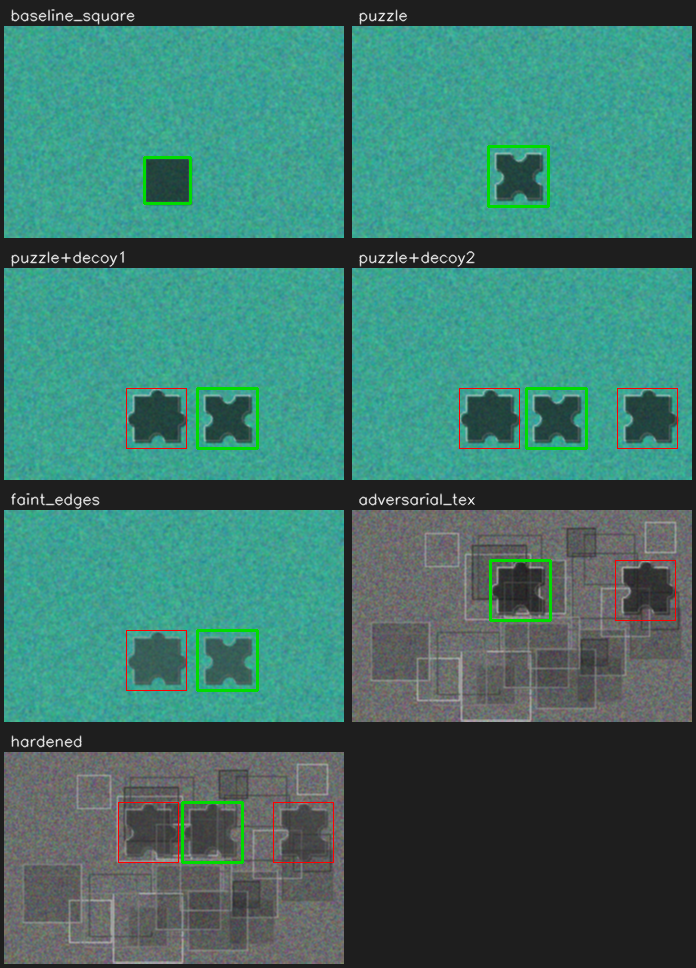 baseline_square
puzzle
puzzle+decoy1
puzzle+decoy2
faint_edges
adversarial_tex
hardened